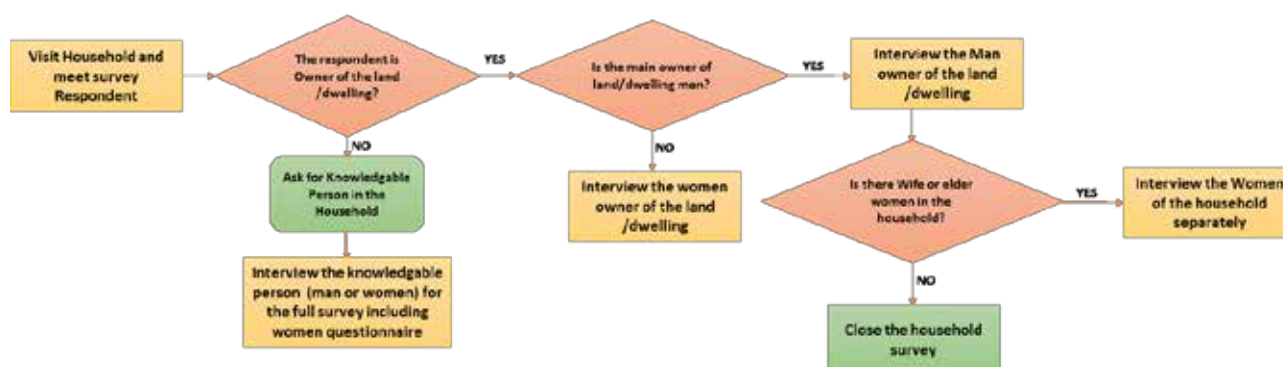 Visit Household and
meet survey
Respondent
The respondent is
Owner of the land
/dwelling?
YES
Is the main owner of
land/dwelling man?
YES
Interview the Man
owner of the land
/dwelling
NO
Ask for Knowledgable
Person in the
Household
Interview the knowledgable
person (man or women) for
the full survey including
women questionnaire
NO
Interview the women
owner of the land
/dwelling
Is there Wife or elder
women in the
household?
YES
Interview the Women
of the household
separately
NO
Close the household
survey